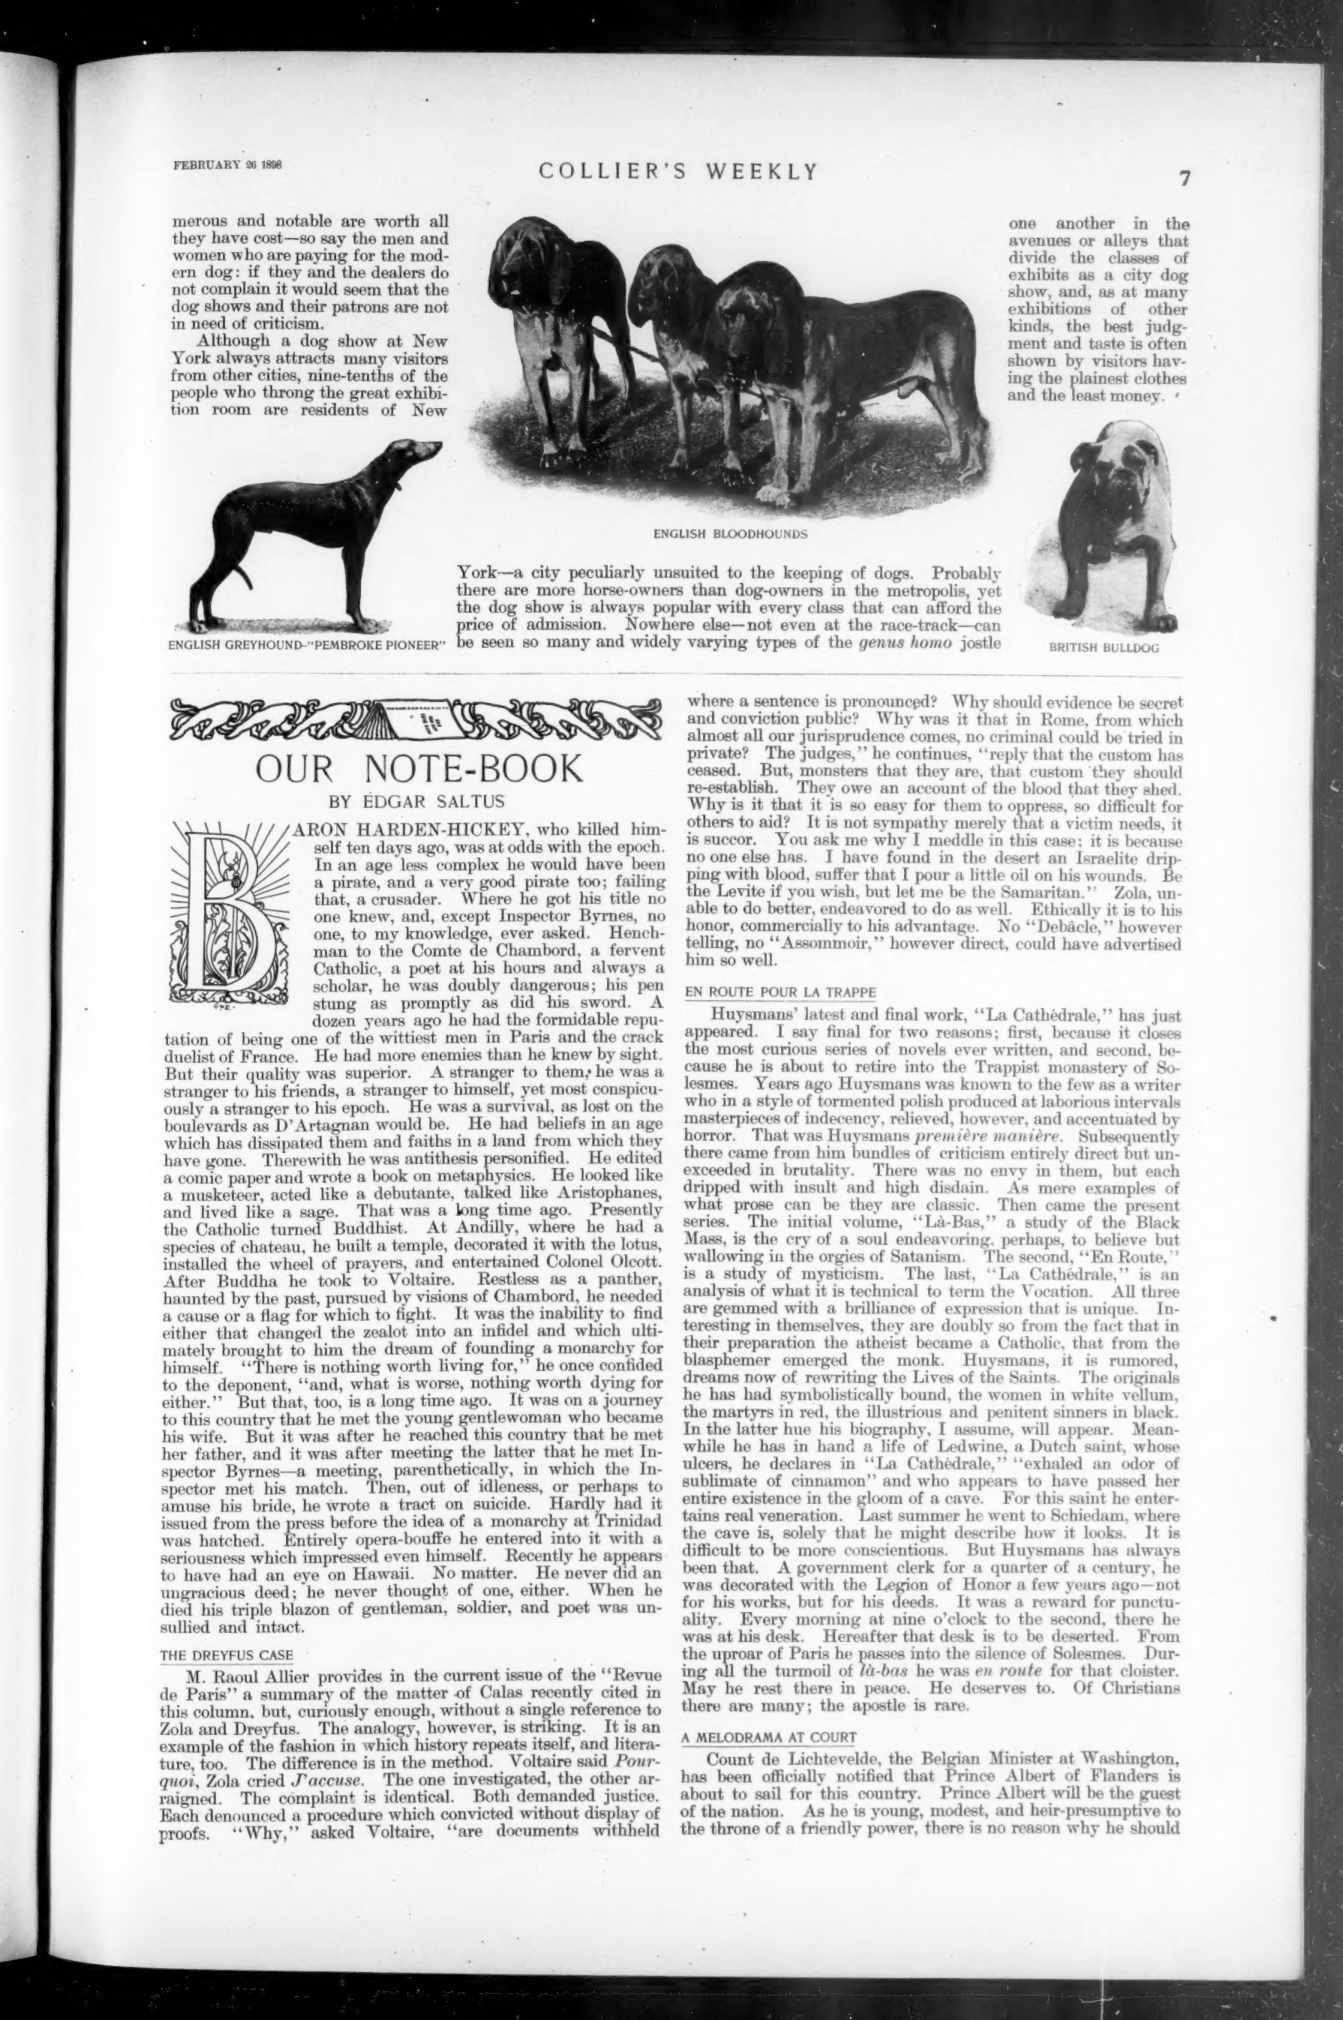 FEBRUARY 26 1898
COLLIER'S WEEKLY
7
merous and notable are worth all
they have cost—so say the men and
women who are paying for the mod-
ern dog: if they and the dealers do
not complain it would seem that the
dog shows and their patrons are not
in need of criticism.
Although a dog show at New
York always attracts many visitors
from other cities, nine-tenths of the
people who throng the great exhibi-
tion room are residents of New
ENGLISH GREYHOUND-"PEMBROKE PIONEER"
ENGLISH BLOODHOUNDS
York—a city peculiarly unsuited to the keeping of dogs. Probably
there are more horse-owners than dog-owners in the metropolis, yet
the dog show is always popular with every class that can afford the
price of admission. Nowhere else—not even at the race-track—can
be seen so many and widely varying types of the genus homo jostle
one another in the
avenues or alleys that
divide the classes of
exhibits as a city dog
show, and, as at many
exhibitions of other
kinds, the best judg-
ment and taste is often
shown by visitors hav-
ing the plainest clothes
and the least money.
BRITISH BULLDOG
OUR NOTE-BOOK
BY EDGAR SALTUS
BARON HARDEN-HICKEY, who killed him-
self ten days ago, was at odds with the epoch.
In an age less complex he would have been
a pirate, and a very good pirate too; failing
that, a crusader. Where he got his title no
one knew, and, except Inspector Byrnes, no
one, to my knowledge, ever asked. Hench-
man to the Comte de Chambord, a fervent
Catholic, a poet at his hours and always a
scholar, he was doubly dangerous; his pen
stung as promptly as did his sword. A
dozen years ago he had the formidable repu-
tation of being one of the wittiest men in Paris and the crack
duelist of France. He had more enemies than he knew by sight.
But their quality was superior. A stranger to them, he was a
stranger to his friends, a stranger to himself, yet most conspicu-
ously a stranger to his epoch. He was a survival, as lost on the
boulevards as D'Artagnan would be. He had beliefs in an age
which has dissipated them and faiths in a land from which they
have gone. Therewith he was antithesis personified. He edited
a comic paper and wrote a book on metaphysics. He looked like
a musketeer, acted like a debutante, talked like Aristophanes,
and lived like a sage. That was a long time ago. Presently
the Catholic turned Buddhist. At Andilly, where he had a
species of chateau, he built a temple, decorated it with the lotus,
installed the wheel of prayers, and entertained Colonel Olcott.
After Buddha he took to Voltaire. Restless as a panther,
haunted by the past, pursued by visions of Chambord, he needed
a cause or a flag for which to fight. It was the inability to find
either that changed the zealot into an infidel and which ulti-
mately brought to him the dream of founding a monarchy for
himself. "There is nothing worth living for," he once confided
to the deponent, "and, what is worse, nothing worth dying for
either." But that, too, is a long time ago. It was on a journey
to this country that he met the young gentlewoman who became
his wife. But it was after he reached this country that he met
her father, and it was after meeting the latter that he met In-
spector Byrnes—a meeting, parenthetically, in which the In-
spector met his match. Then, out of idleness, or perhaps to
amuse his bride, he wrote a tract on suicide. Hardly had it
issued from the press before the idea of a monarchy at Trinidad
was hatched. Entirely opera-bouffe he entered into it with a
seriousness which impressed even himself. Recently he appears
to have had an eye on Hawaii. No matter. He never did an
ungracious deed; he never thought of one, either. When he
died his triple blazon of gentleman, soldier, and poet was un-
sullied and intact.
THE DREYFUS CASE
M. Raoul Allier provides in the current issue of the "Revue
de Paris" a summary of the matter of Calas recently cited in
this column, but, curiously enough, without a single reference to
Zola and Dreyfus. The analogy, however, is striking. It is an
example of the fashion in which history repeats itself, and litera-
ture, too. The difference is in the method. Voltaire said Pour-
quoi, Zola cried J'accuse. The one investigated, the other ar-
raigned. The complaint is identical. Both demanded justice.
Each denounced a procedure which convicted without display of
proofs. "Why," asked Voltaire, "are documents withheld
where a sentence is pronounced? Why should evidence be secret
and conviction public? Why was it that in Rome, from which
almost all our jurisprudence comes, no criminal could be tried in
private? The judges," he continues, "reply that the custom has
ceased. But, monsters that they are, that custom they should
re-establish. They owe an account of the blood that they shed.
Why is it that it is so easy for them to oppress, so difficult for
others to aid? It is not sympathy merely that a victim needs, it
is succor. You ask me why I meddle in this case; it is because
no one else has. I have found in the desert an Israelite drip-
ping with blood, suffer that I pour a little oil on his wounds. Be
the Levite if you wish, but let me be the Samaritan." Zola, un-
able to do better, endeavored to do as well. Ethically it is to his
honor, commercially to his advantage. No "Debâcle," however
telling, no "Assommoir," however direct, could have advertised
him so well.
EN ROUTE POUR LA TRAPPE
Huysmans' latest and final work, "La Cathédrale," has just
appeared. I say final for two reasons; first, because it closes
the most curious series of novels ever written, and second, be-
cause he is about to retire into the Trappist monastery of So-
lesmes. Years ago Huysmans was known to the few as a writer
who in a style of tormented polish produced at laborious intervals
masterpieces of indecency, relieved, however, and accentuated by
horror. That was Huysmans première manière. Subsequently
there came from him bundles of criticism entirely direct but un-
exceeded in brutality. There was no envy in them, but each
dripped with insult and high disdain. As mere examples of
what prose can be they are classic. Then came the present
series. The initial volume, "Là-Bas," a study of the Black
Mass, is the cry of a soul endeavoring, perhaps, to believe but
wallowing in the orgies of Satanism. The second, "En Route,"
is a study of mysticism. The last, "La Cathédrale," is an
analysis of what it is technical to term the Vocation. All three
are gemmed with a brilliance of expression that is unique. In-
teresting in themselves, they are doubly so from the fact that in
their preparation the atheist became a Catholic, that from the
blasphemer emerged the monk. Huysmans, it is rumored,
dreams now of rewriting the Lives of the Saints. The originals
he has had symbolistically bound, the women in white vellum,
the martyrs in red, the illustrious and penitent sinners in black.
In the latter hue his biography, I assume, will appear. Mean-
while he has in hand a life of Ledwine, a Dutch saint, whose
ulcers, he declares in "La Cathédrale," "exhaled an odor of
sublimate of cinnamon" and who appears to have passed her
entire existence in the gloom of a cave. For this saint he enter-
tains real veneration. Last summer he went to Schiedam, where
the cave is, solely that he might describe how it looks. It is
difficult to be more conscientious. But Huysmans has always
been that. A government clerk for a quarter of a century, he
was decorated with the Legion of Honor a few years ago—not
for his works, but for his deeds. It was a reward for punctu-
ality. Every morning at nine o'clock to the second, there he
was at his desk. Hereafter that desk is to be deserted. From
the uproar of Paris he passes into the silence of Solesmes. Dur-
ing all the turmoil of là-bas he was en route for that cloister.
May he rest there in peace. He deserves to. Of Christians
there are many; the apostle is rare.
A MELODRAMA AT COURT
Count de Lichtevelde, the Belgian Minister at Washington,
has been officially notified that Prince Albert of Flanders is
about to sail for this country. Prince Albert will be the guest
of the nation. As he is young, modest, and heir-presumptive to
the throne of a friendly power, there is no reason why he should